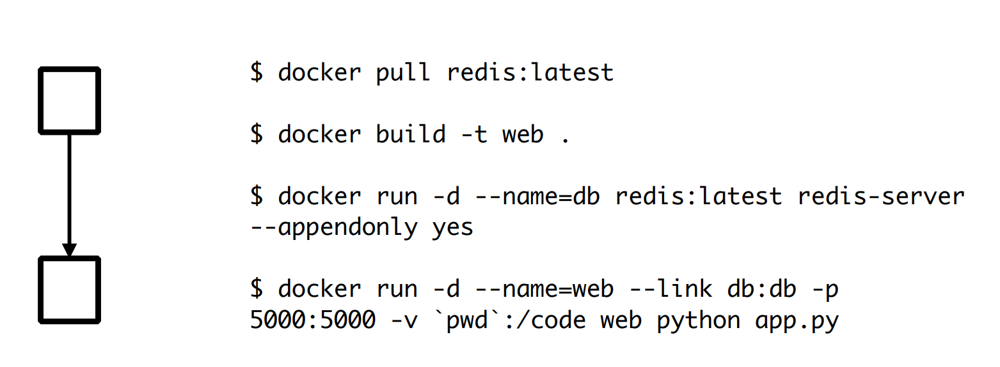 $ docker pull redis:latest
$ docker build -t web .
$ docker run -d --name=db redis:latest redis-server
--appendonly yes
$ docker run -d --name=web --link db:db -p
5000:5000 -v `pwd`:/code web python app.py